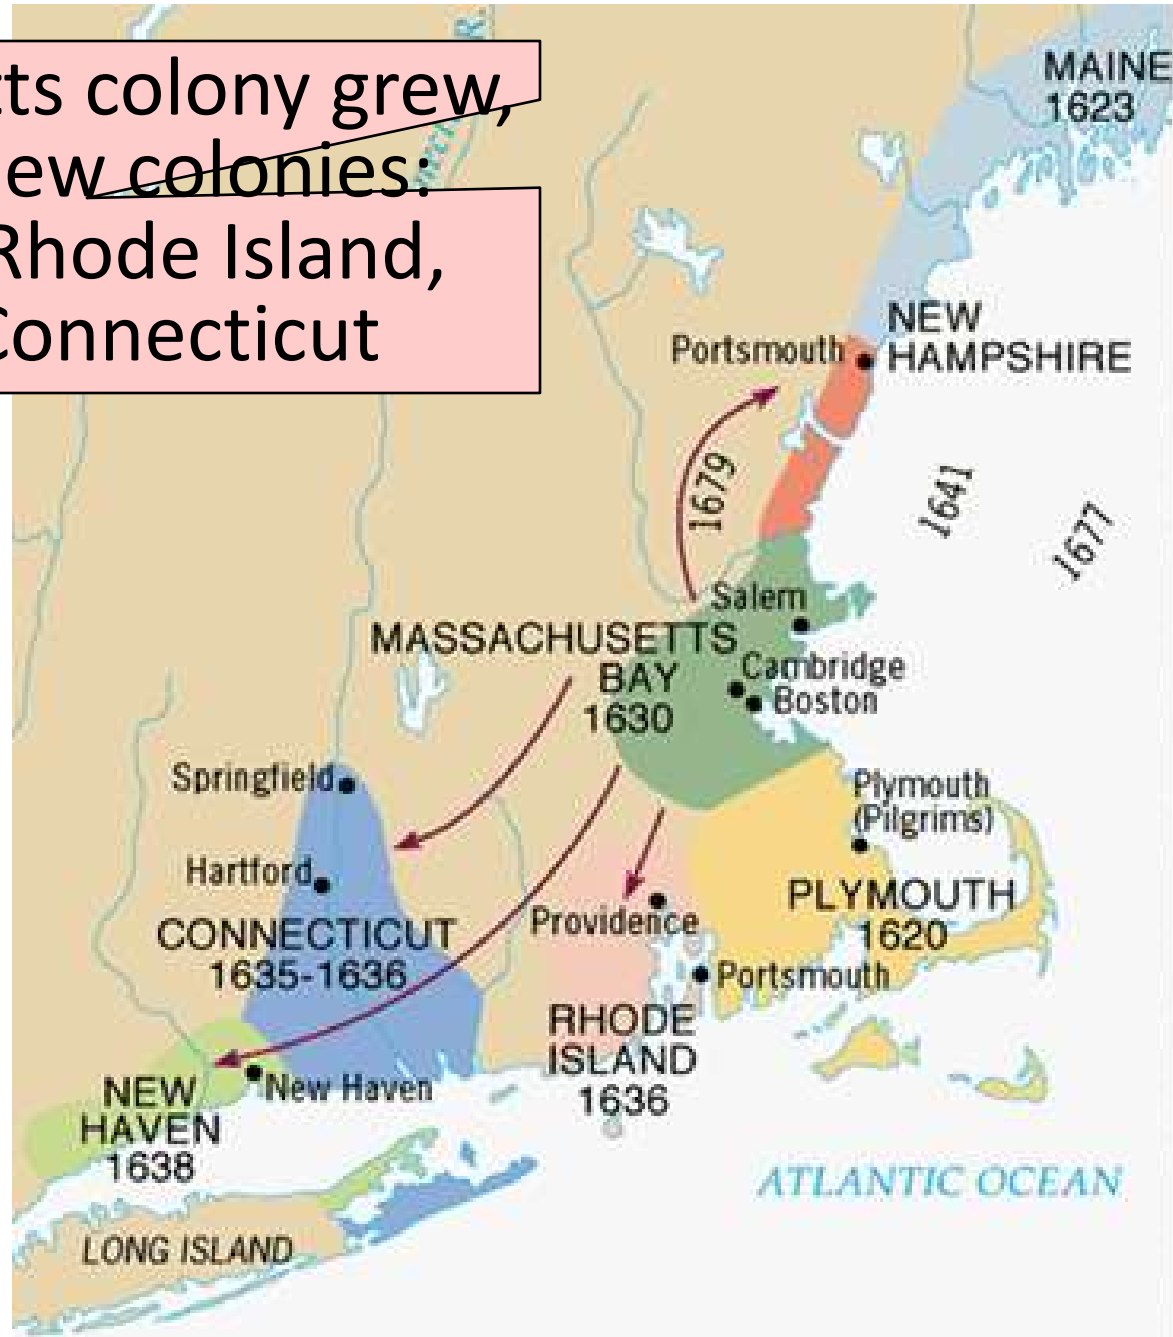 tts colony grew,
ew colonies:
Rhode Island,
Connecticut
MAINE
1623
NEW
HAMPSHIRE
Portsmouth
1679
1641
1677
Salem
MASSACHUSETTS
BAY
1630
Cambridge
Boston
Springfield
Plymouth
(Pilgrims)
Hartford
PLYMOUTH
1620
Providence
CONNECTICUT
1635-1636
Portsmouth
RHODE
ISLAND
1636
New Haven
NEW
HAVEN
1638
ATLANTIC OCEAN
LONG ISLAND